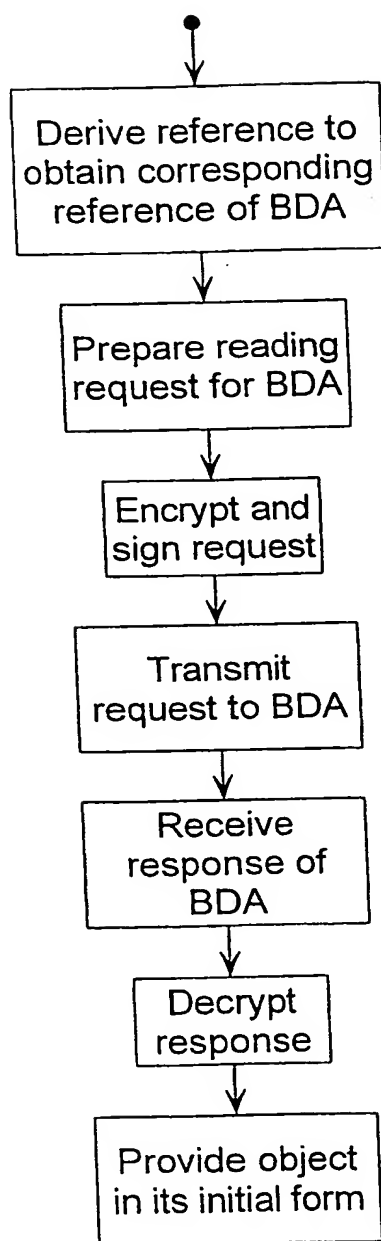 Derive reference to
obtain corresponding
reference of BDA
Prepare reading
request for BDA
Encrypt and
sign request
Transmit
request to BDA
Receive
response of
BDA
Decrypt
response
Provide object
in its initial form